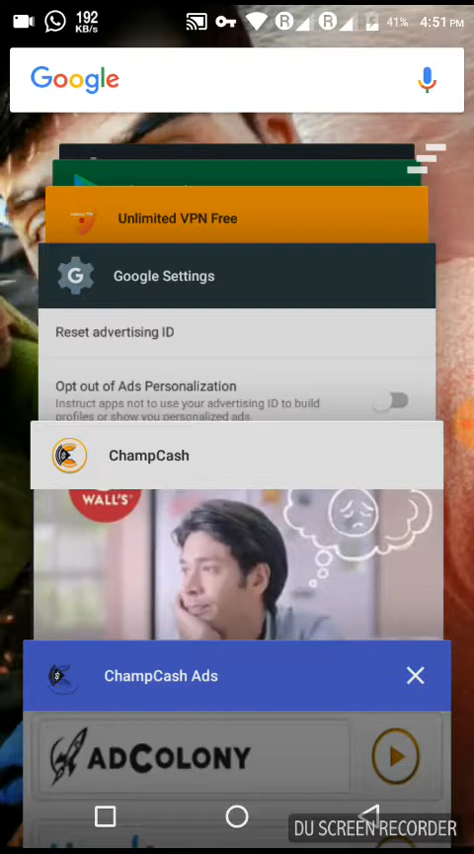 192
KB/s
R
R
41%
4:51 PM
Google
Unlimited VPN Free
G
Google Settings
Reset advertising ID
Opt out of Ads Personalization
Instruct apps not to use your advertising ID to build
profiles or show you personalized ads.
ChampCash
WALL'S
ChampCash Ads
ADCOLONY
DU SCREEN RECORDER